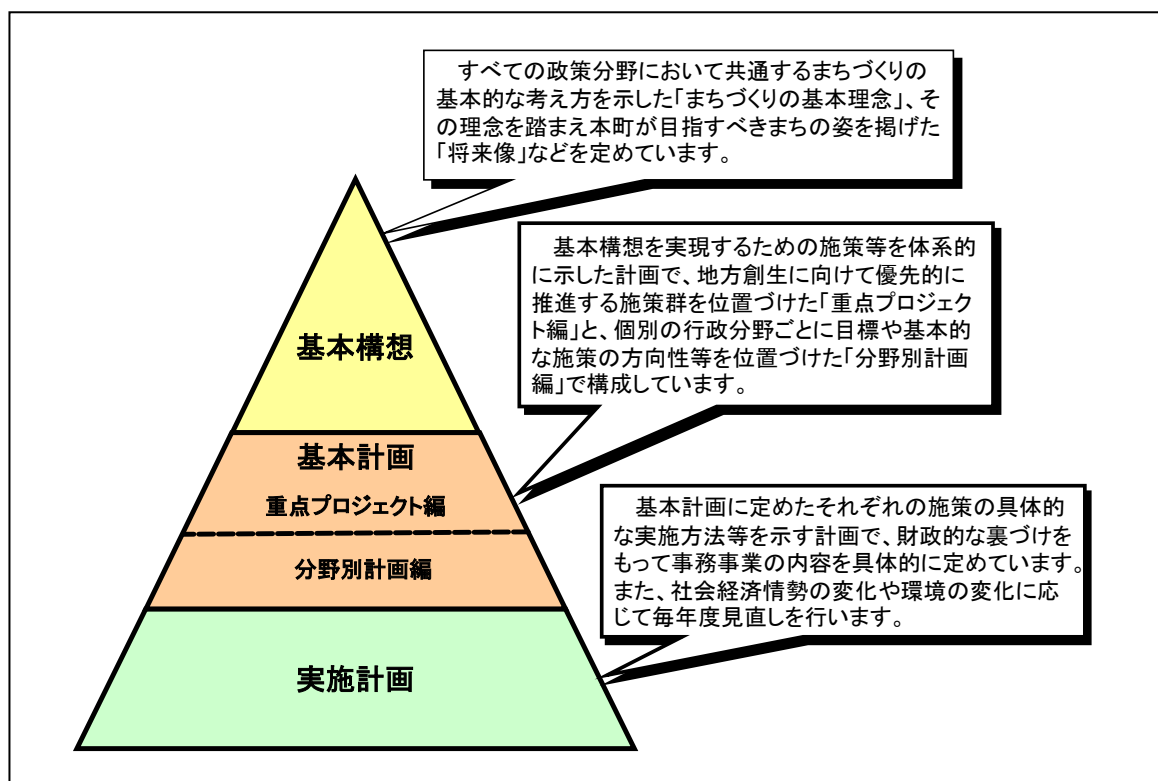 すべての政策分野において共通するまちづくりの
基本的な考え方を示した「まちづくりの基本理念」、そ
の理念を踏まえ本町が目指すべきまちの姿を掲げた
「将来像」などを定めています。
基本構想を実現するための施策等を体系的
に示した計画で、地方創生に向けて優先的に
推進する施策群を位置づけた「重点プロジェク
ト編」と、個別の行政分野ごとに目標や基本的
な施策の方向性等を位置づけた「分野別計画
編」で構成しています。
基本構想
基本計画
重点プロジェクト編
分野別計画編
基本計画に定めたそれぞれの施策の具体的
な実施方法等を示す計画で、財政的な裏づけを
もって事務事業の内容を具体的に定めています。
また、社会経済情勢の変化や環境の変化に応
じて毎年度見直しを行います。
実施計画